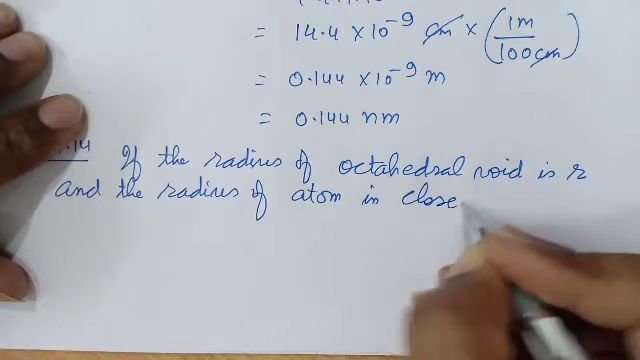 = 14.4 × 10⁻⁹ cm × (1m / 100cm)
= 0.144 × 10⁻⁹ m
= 0.144 nm
.14 If the radius of octahedral void is r
and the radius of atom in close